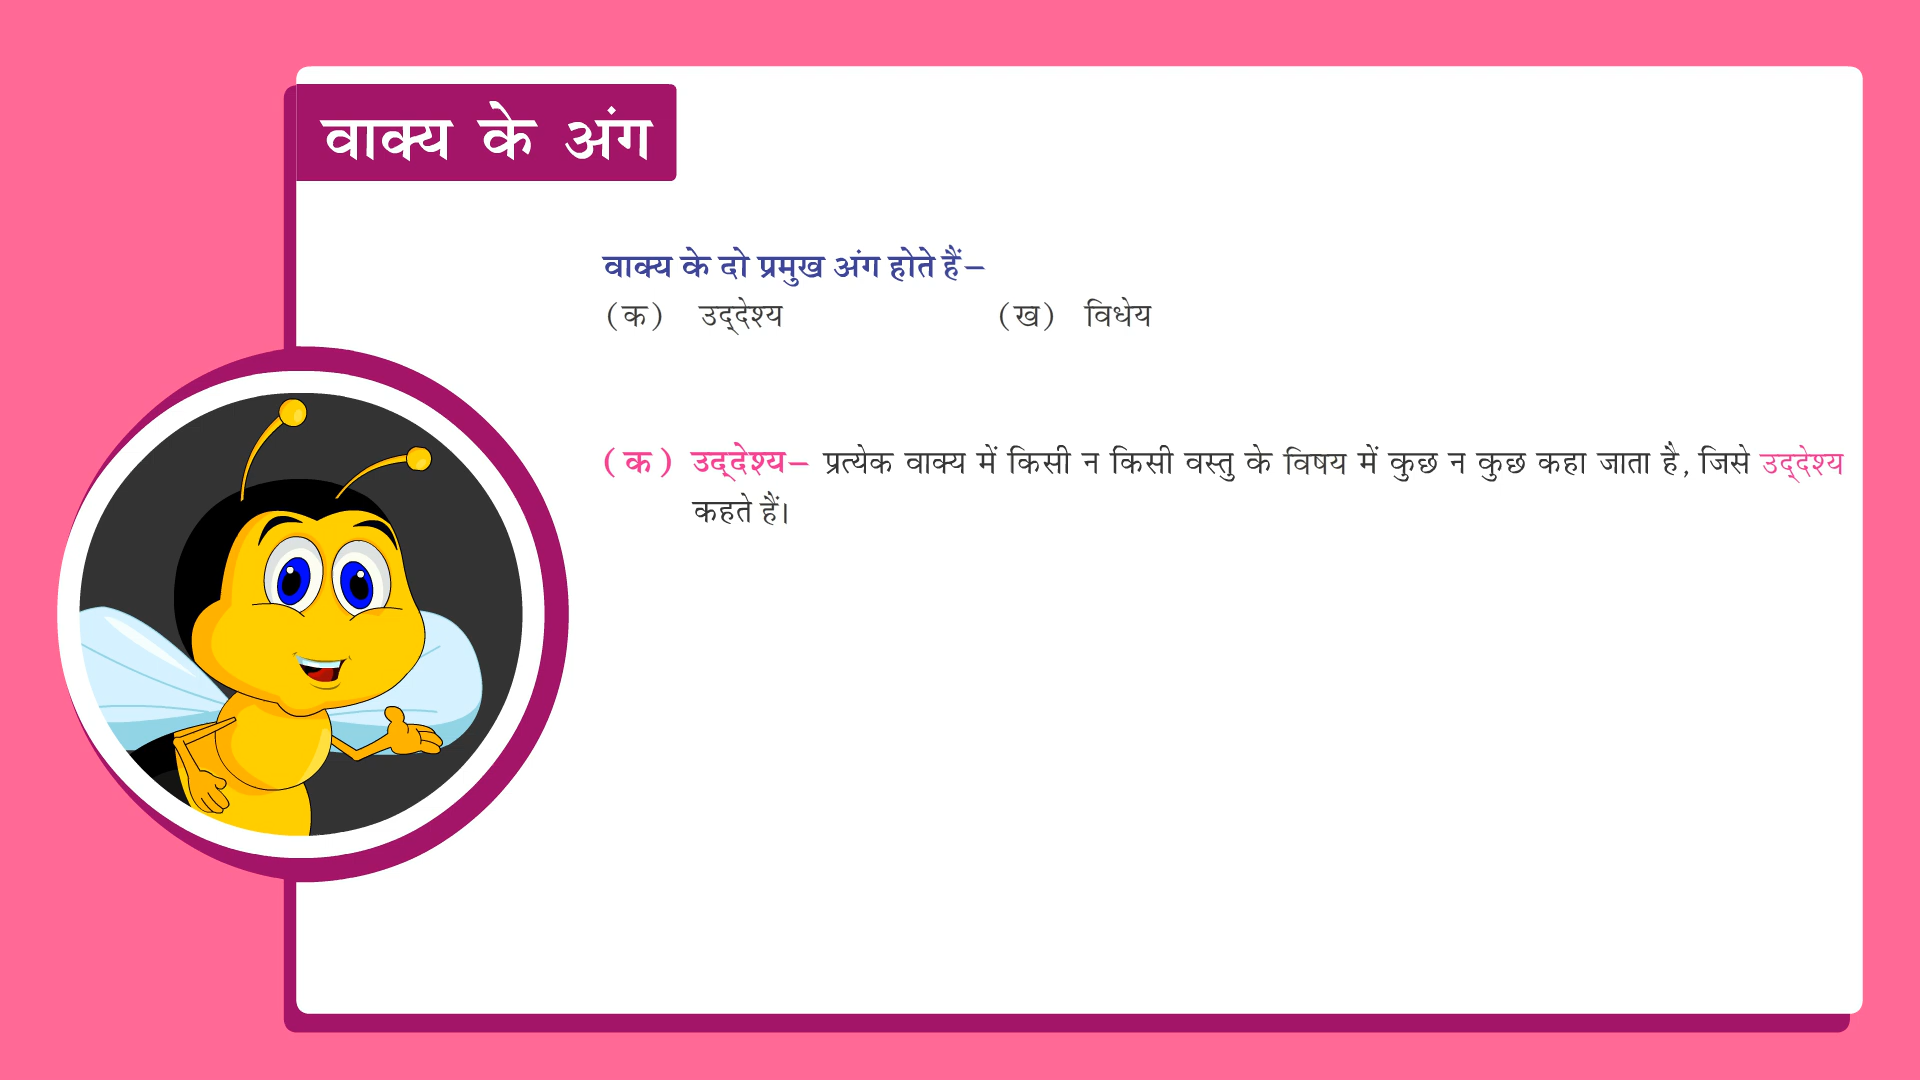 वाक्य के अंग
वाक्य के दो प्रमुख अंग होते हैं–
(क) उद्‌देश्य (ख) विधेय
(क) उद्‌देश्य– प्रत्येक वाक्य में किसी न किसी वस्तु के विषय में कुछ न कुछ कहा जाता है, जिसे उद्‌देश्य
कहते हैं।